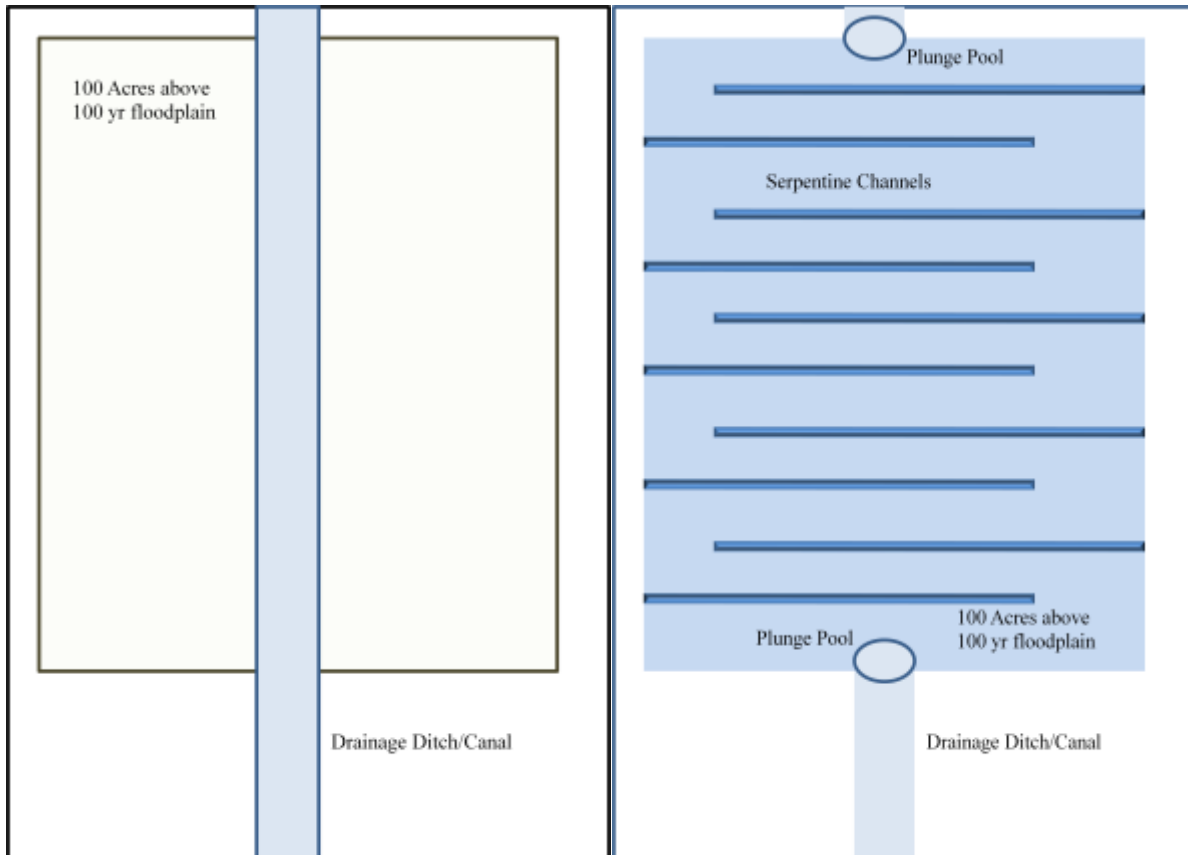 100 Acres above
100 yr floodplain
Drainage Ditch/Canal
Plunge Pool
Serpentine Channels
100 Acres above
100 yr floodplain
Plunge Pool
Drainage Ditch/Canal